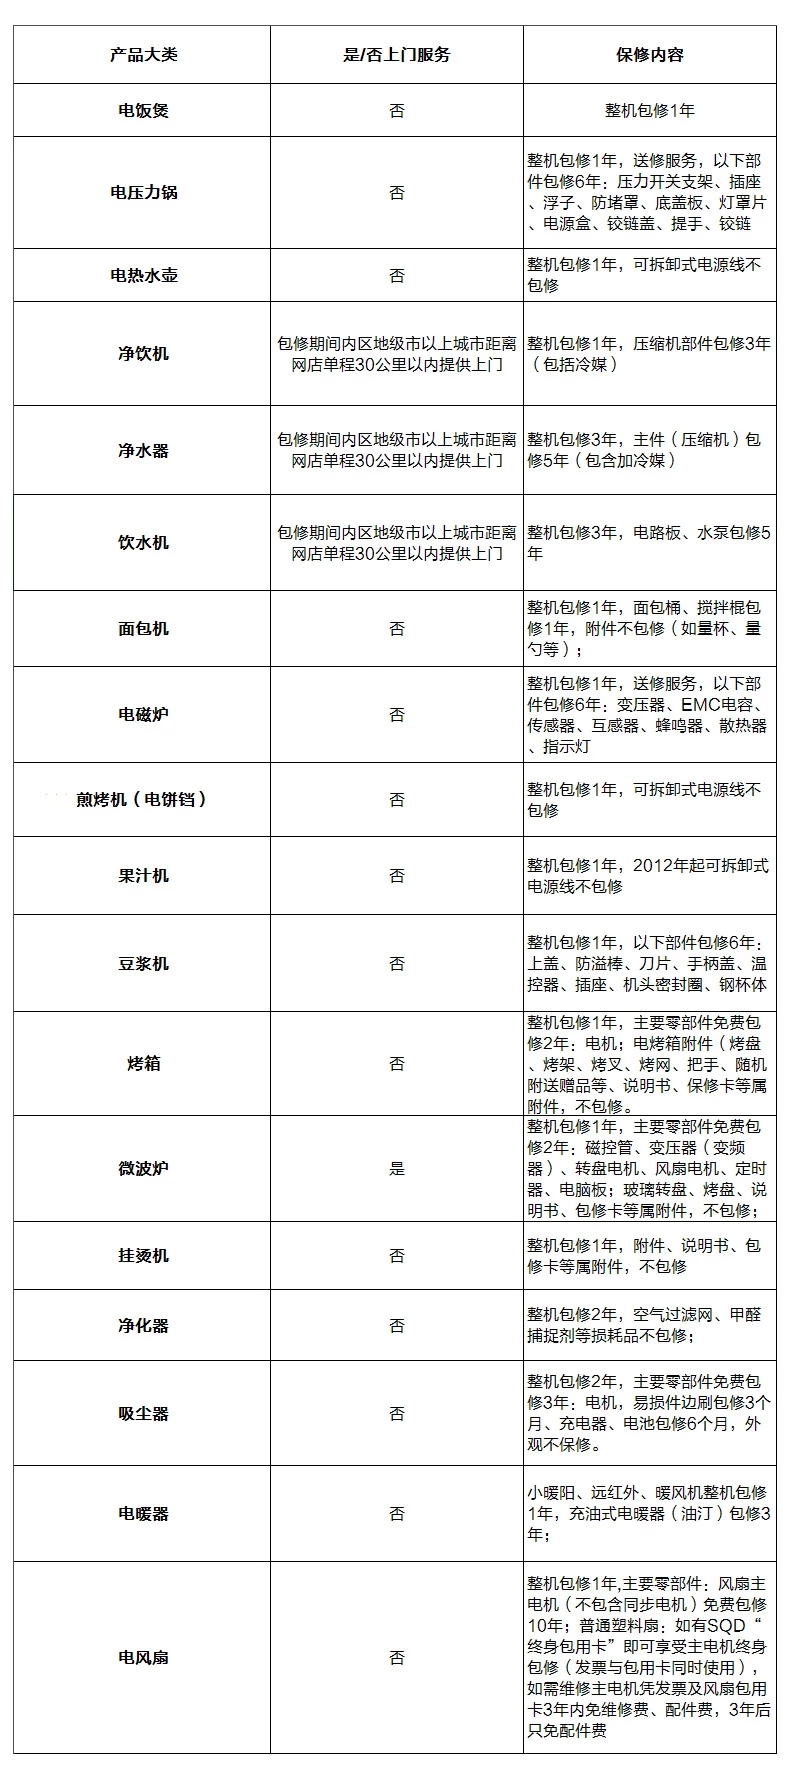 产品大类
是/否上门服务
保修内容
电饭煲
否
整机包修1年
电压力锅
否
整机包修1年，送修服务，以下部
件包修6年：压力开关支架、插座
、浮子、防堵罩、底盖板、灯罩片
、电源盒、铰链盖、提手、铰链
电热水壶
否
整机包修1年，可拆卸式电源线不
包修
净饮机
包修期间内区地级市以上城市距离
网店单程30公里以内提供上门
整机包修1年，压缩机部件包修3年
（包括冷媒）
净水器
包修期间内区地级市以上城市距离
网店单程30公里以内提供上门
整机包修3年，主件（压缩机）包
修5年（包含加冷媒）
饮水机
包修期间内区地级市以上城市距离
网店单程30公里以内提供上门
整机包修3年，电路板、水泵包修5
年
面包机
否
整机包修1年，面包桶、搅拌棍包
修1年，附件不包修（如量杯、量
勺等）；
电磁炉
否
整机包修1年，送修服务，以下部
件包修6年：变压器、EMC电容、
传感器、互感器、蜂鸣器、散热器
、指示灯
煎烤机（电饼铛）
否
整机包修1年，可拆卸式电源线不
包修
果汁机
否
整机包修1年，2012年起可拆卸式
电源线不包修
豆浆机
否
整机包修1年，以下部件包修6年：
上盖、防溢棒、刀片、手柄盖、温
控器、插座、机头密封圈、钢杯体
烤箱
否
整机包修1年，主要零部件免费包
修2年：电机；电烤箱附件（烤盘
、烤架、烤叉、烤网、把手、随机
附送赠品等、说明书、保修卡等属
附件，不包修。
微波炉
是
整机包修1年，主要零部件免费包
修2年：磁控管、变压器（变频
器）、转盘电机、风扇电机、定时
器、电脑板；玻璃转盘、烤盘、说
明书、包修卡等属附件，不包修；
挂烫机
否
整机包修1年，附件、说明书、包
修卡等属附件，不包修
净化器
否
整机包修2年，空气过滤网、甲醛
捕捉剂等损耗品不包修；
吸尘器
否
整机包修2年，主要零部件免费包
修3年：电机，易损件边刷包修3个
月、充电器、电池包修6个月，外
观不保修。
电暖器
否
小暖阳、远红外、暖风机整机包修
1年，充油式电暖器（油汀）包修3
年；
电风扇
否
整机包修1年,主要零部件：风扇主
电机（不包含同步电机）免费包修
10年；普通塑料扇：如有SQD“
终身包用卡”即可享受主电机终身
包修（发票与包用卡同时使用），
如需维修主电机凭发票及风扇包用
卡3年内免维修费、配件费，3年后
只免配件费